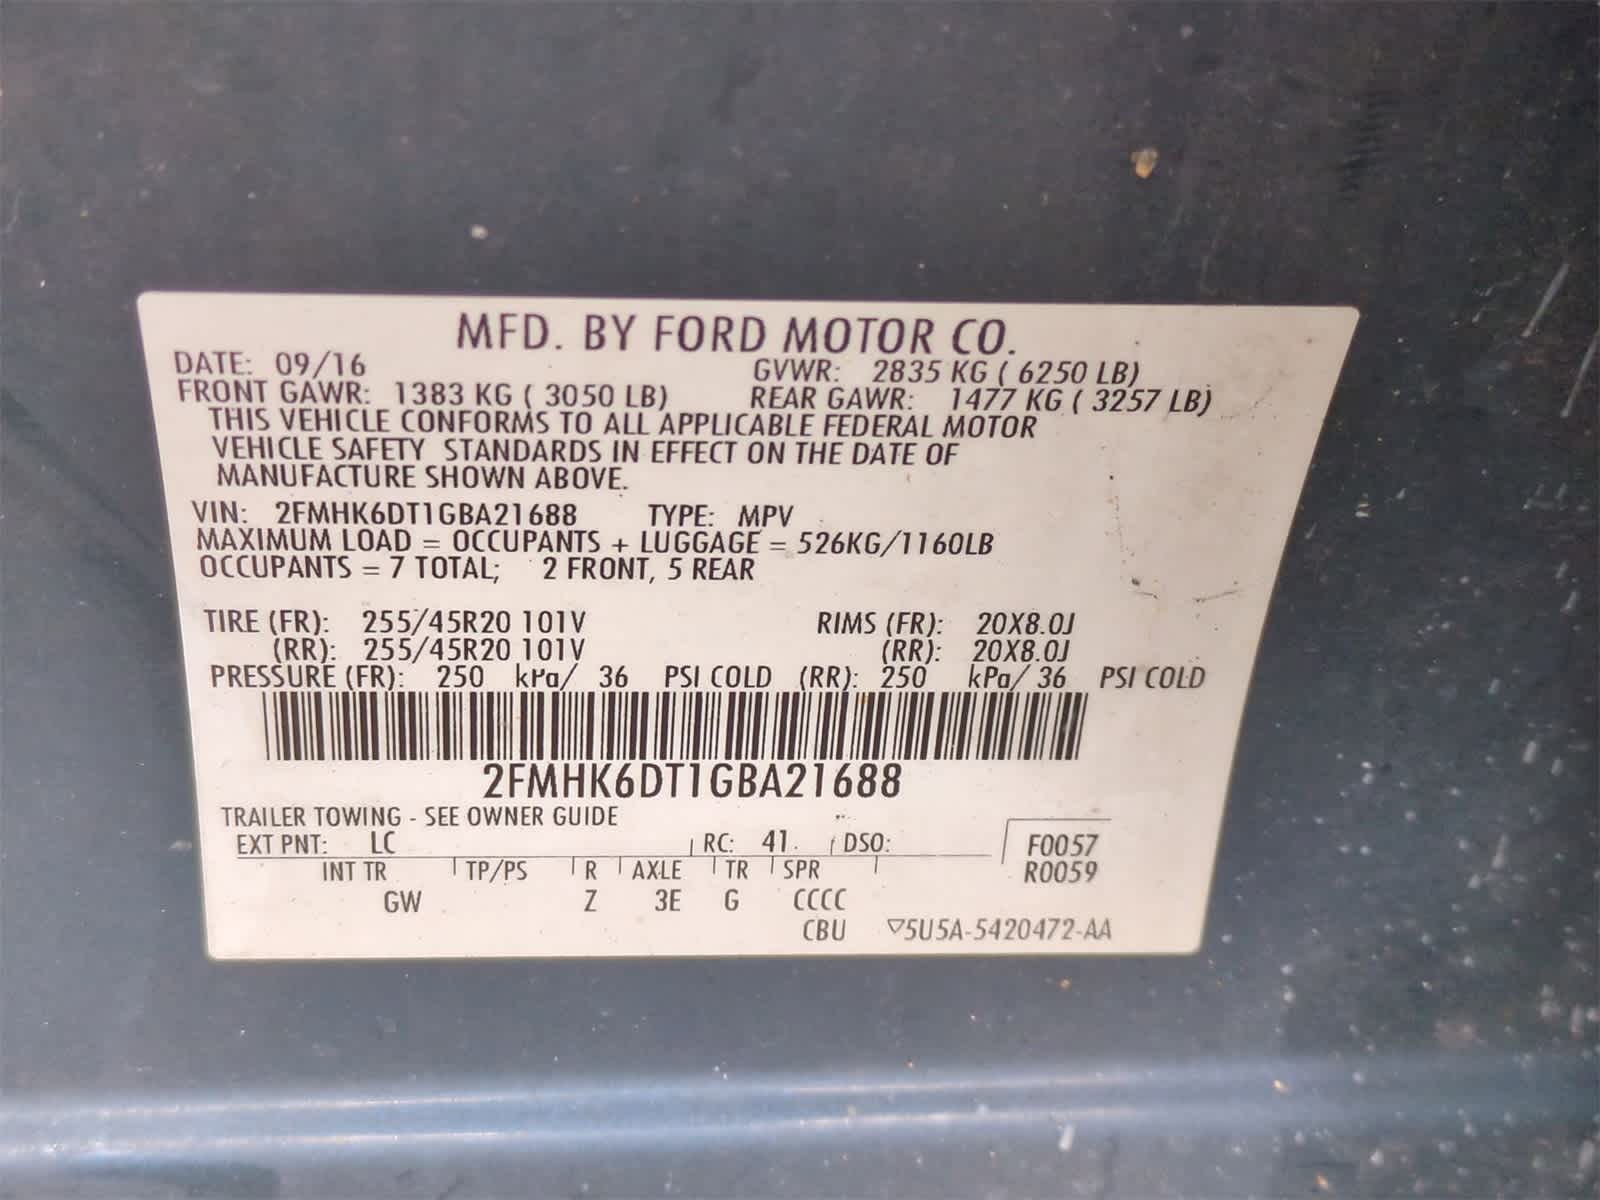 MFD. BY FORD MOTOR CO.
DATE: 09/16 GVWR: 2835 KG ( 6250 LB)
FRONT GAWR: 1383 KG ( 3050 LB) REAR GAWR: 1477 KG ( 3257 LB)
THIS VEHICLE CONFORMS TO ALL APPLICABLE FEDERAL MOTOR
VEHICLE SAFETY STANDARDS IN EFFECT ON THE DATE OF
MANUFACTURE SHOWN ABOVE.
VIN: 2FMHK6DT1GBA21688 TYPE: MPV
MAXIMUM LOAD = OCCUPANTS + LUGGAGE = 526KG/1160LB
OCCUPANTS = 7 TOTAL; 2 FRONT, 5 REAR
TIRE (FR): 255/45R20 101V RIMS (FR): 20X8.0J
(RR): 255/45R20 101V (RR): 20X8.0J
PRESSURE (FR): 250 kPa/ 36 PSI COLD (RR): 250 kPa/ 36 PSI COLD
2FMHK6DT1GBA21688
TRAILER TOWING - SEE OWNER GUIDE
EXT PNT: LC RC: 41 DSO: F0057
INT TR TP/PS R AXLE TR SPR R0059
GW Z 3E G CCCC
CBU ▽5U5A-5420472-AA